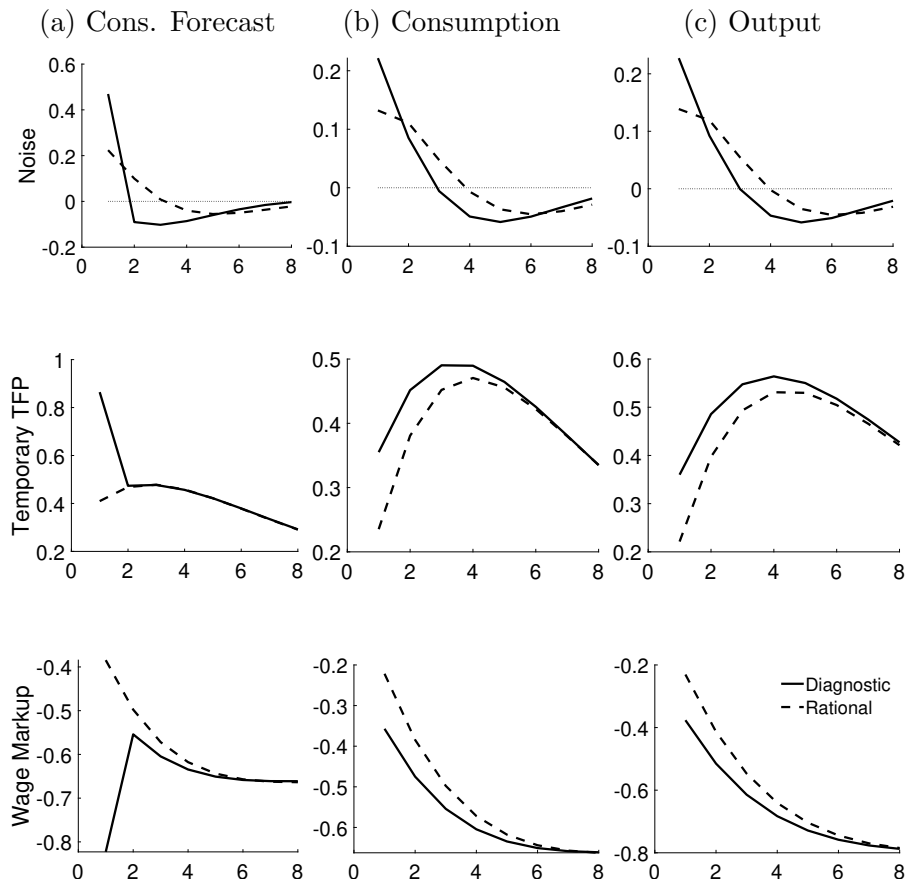 (a) Cons. Forecast (b) Consumption (c) Output
Noise
0.6
0.4
0.2
0
-0.2
0 2 4 6 8
0.2
0.1
0
-0.1
0 2 4 6 8
0.2
0.1
0
-0.1
0 2 4 6 8
Temporary TFP
1
0.8
0.6
0.4
0.2
0 2 4 6 8
0.5
0.4
0.3
0.2
0 2 4 6 8
0.6
0.5
0.4
0.3
0.2
0 2 4 6 8
Wage Markup
-0.4
-0.5
-0.6
-0.7
-0.8
0 2 4 6 8
-0.2
-0.3
-0.4
-0.5
-0.6
0 2 4 6 8
-0.2
-0.4
-0.6
-0.8
0 2 4 6 8
Diagnostic
Rational